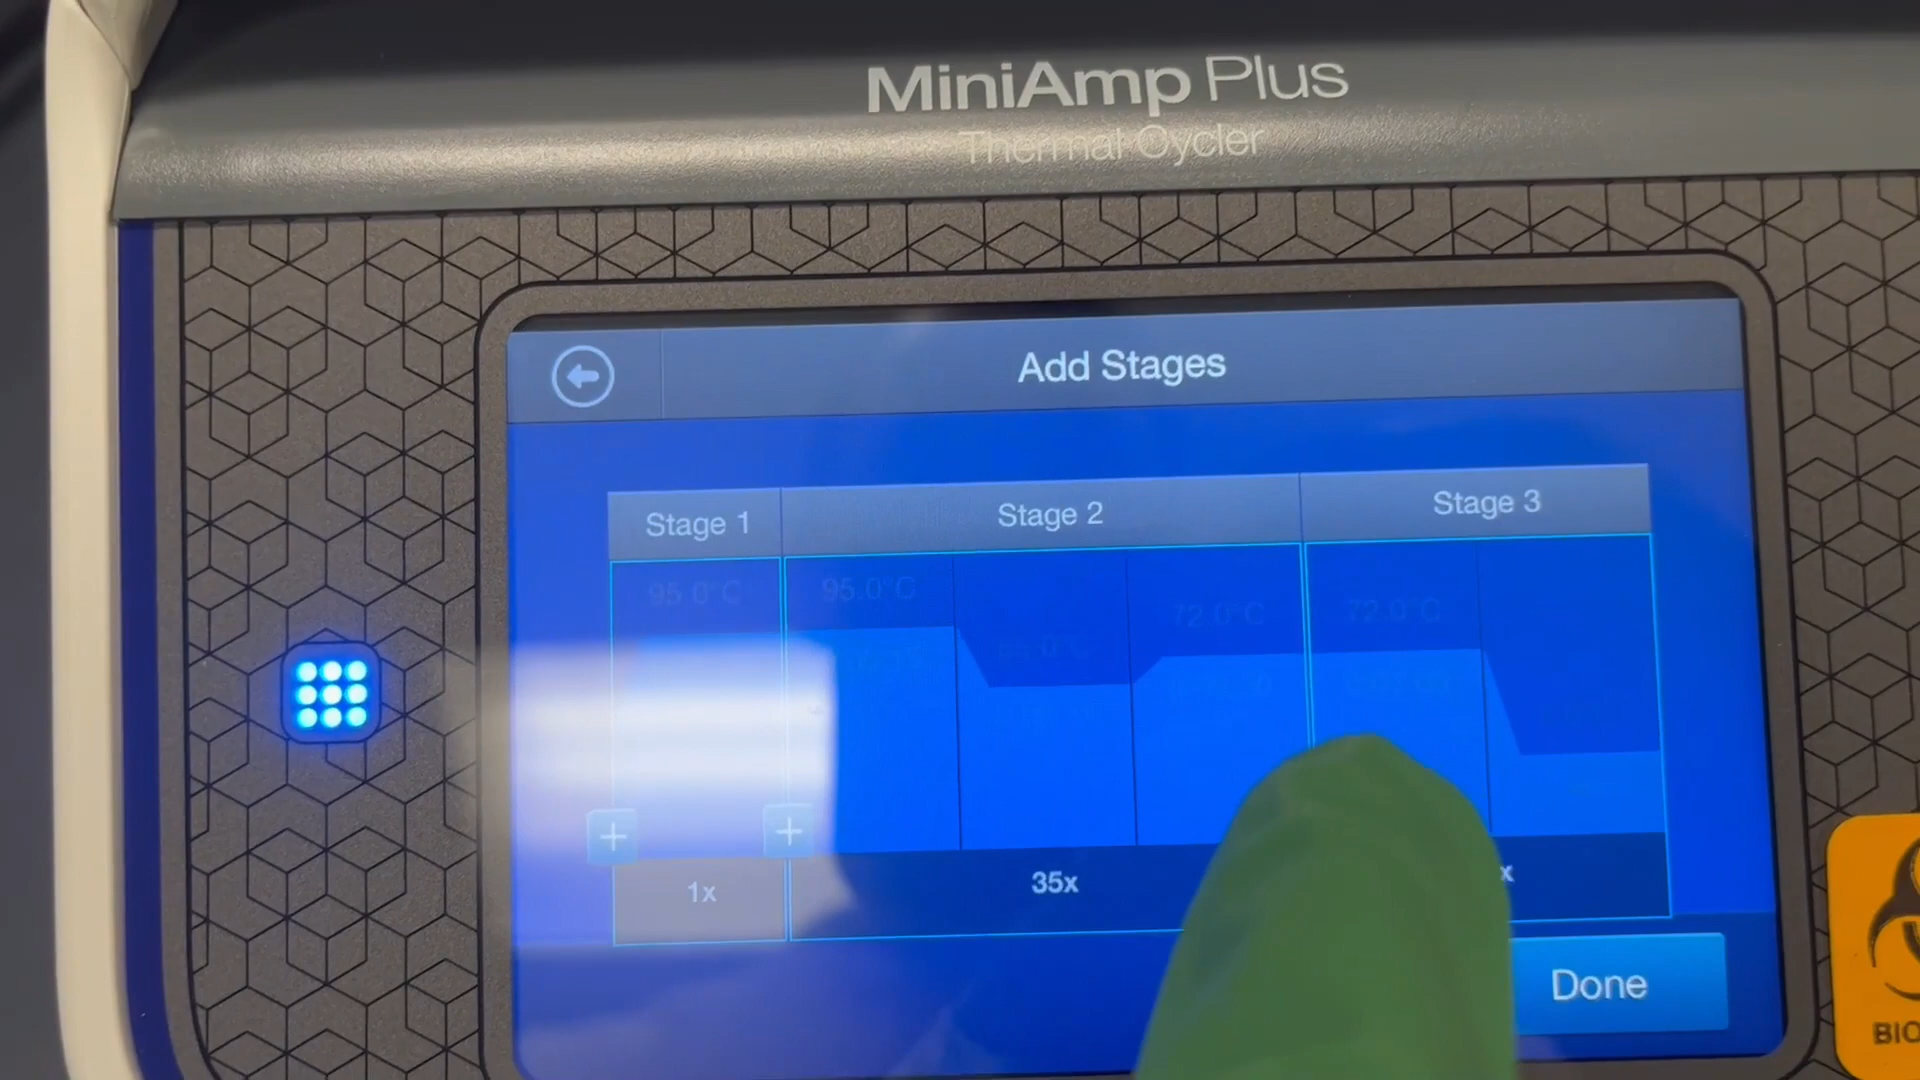 MiniAmp Plus
Thermal Cycler
Add Stages
Stage 1
Stage 2
Stage 3
95.0°C
95.0°C
72.0°C
72.0°C
+
+
1x
35x
x
Done
BIO